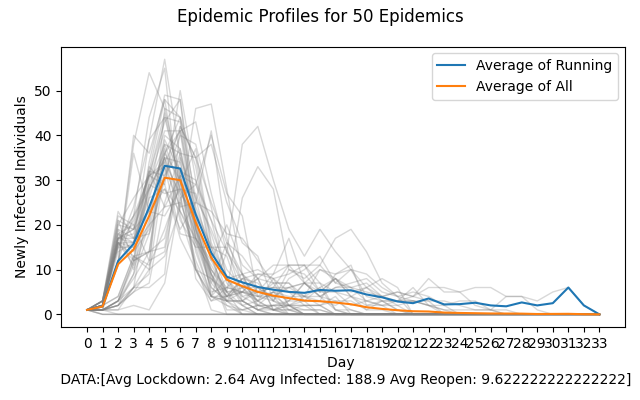 Epidemic Profiles for 50 Epidemics
Average of Running
Average of All
Newly Infected Individuals
50
40
30
20
10
0
0 1 2 3 4 5 6 7 8 9 10 11 12 13 14 15 16 17 18 19 20 21 22 23 24 25 26 27 28 29 30 31 32 33
Day
DATA:[Avg Lockdown: 2.64 Avg Infected: 188.9 Avg Reopen: 9.622222222222222]